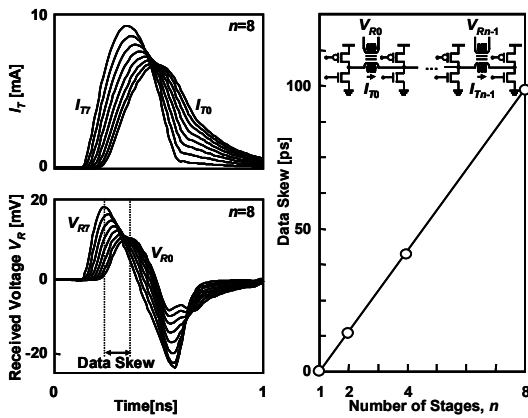 n=8
10
I_T [mA]
I_T7
I_T0
0
20
n=8
Received Voltage V_R [mV]
V_R7
V_R0
0
-20
Data Skew
0
1
Time[ns]
V_R0
V_Rn-1
I_T0
...
I_Tn-1
100
Data Skew [ps]
50
0
1
2
4
6
8
Number of Stages, n